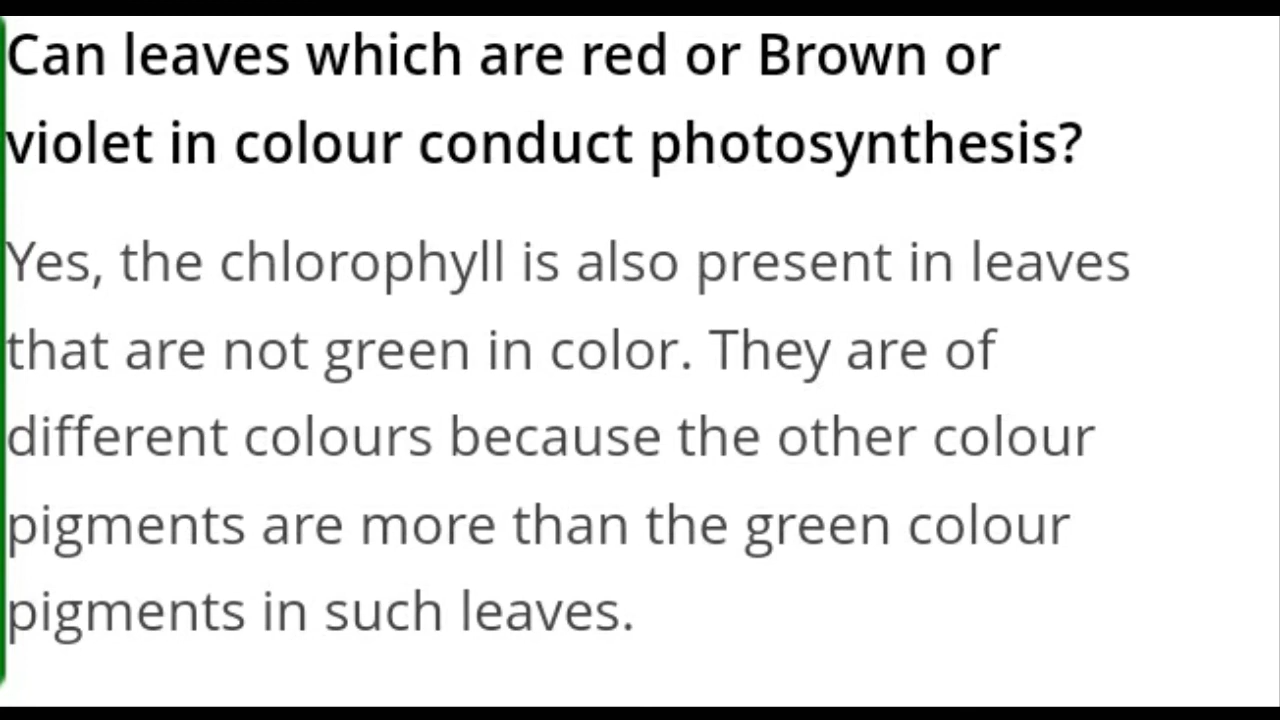 Can leaves which are red or Brown or
violet in colour conduct photosynthesis?
Yes, the chlorophyll is also present in leaves
that are not green in color. They are of
different colours because the other colour
pigments are more than the green colour
pigments in such leaves.